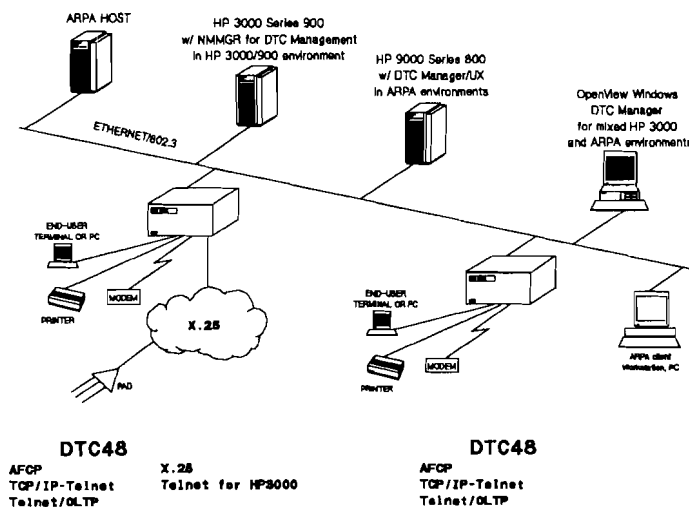 ARPA HOST
HP 3000 Series 900
w/ NMMGR for DTC Management
in HP 3000/900 environment
HP 9000 Series 800
w/ DTC Manager/UX
in ARPA environments
OpenView Windows
DTC Manager
for mixed HP 3000
and ARPA environments
ETHERNET/802.3
END-USER
TERMINAL OR PC
PRINTER
MODEM
X.25
PAD
END-USER
TERMINAL OR PC
PRINTER
MODEM
ARPA client
workstation, PC
DTC48
AFCP
TCP/IP-Telnet
Telnet/OLTP
X.25
Telnet for HP3000
DTC48
AFCP
TCP/IP-Telnet
Telnet/OLTP